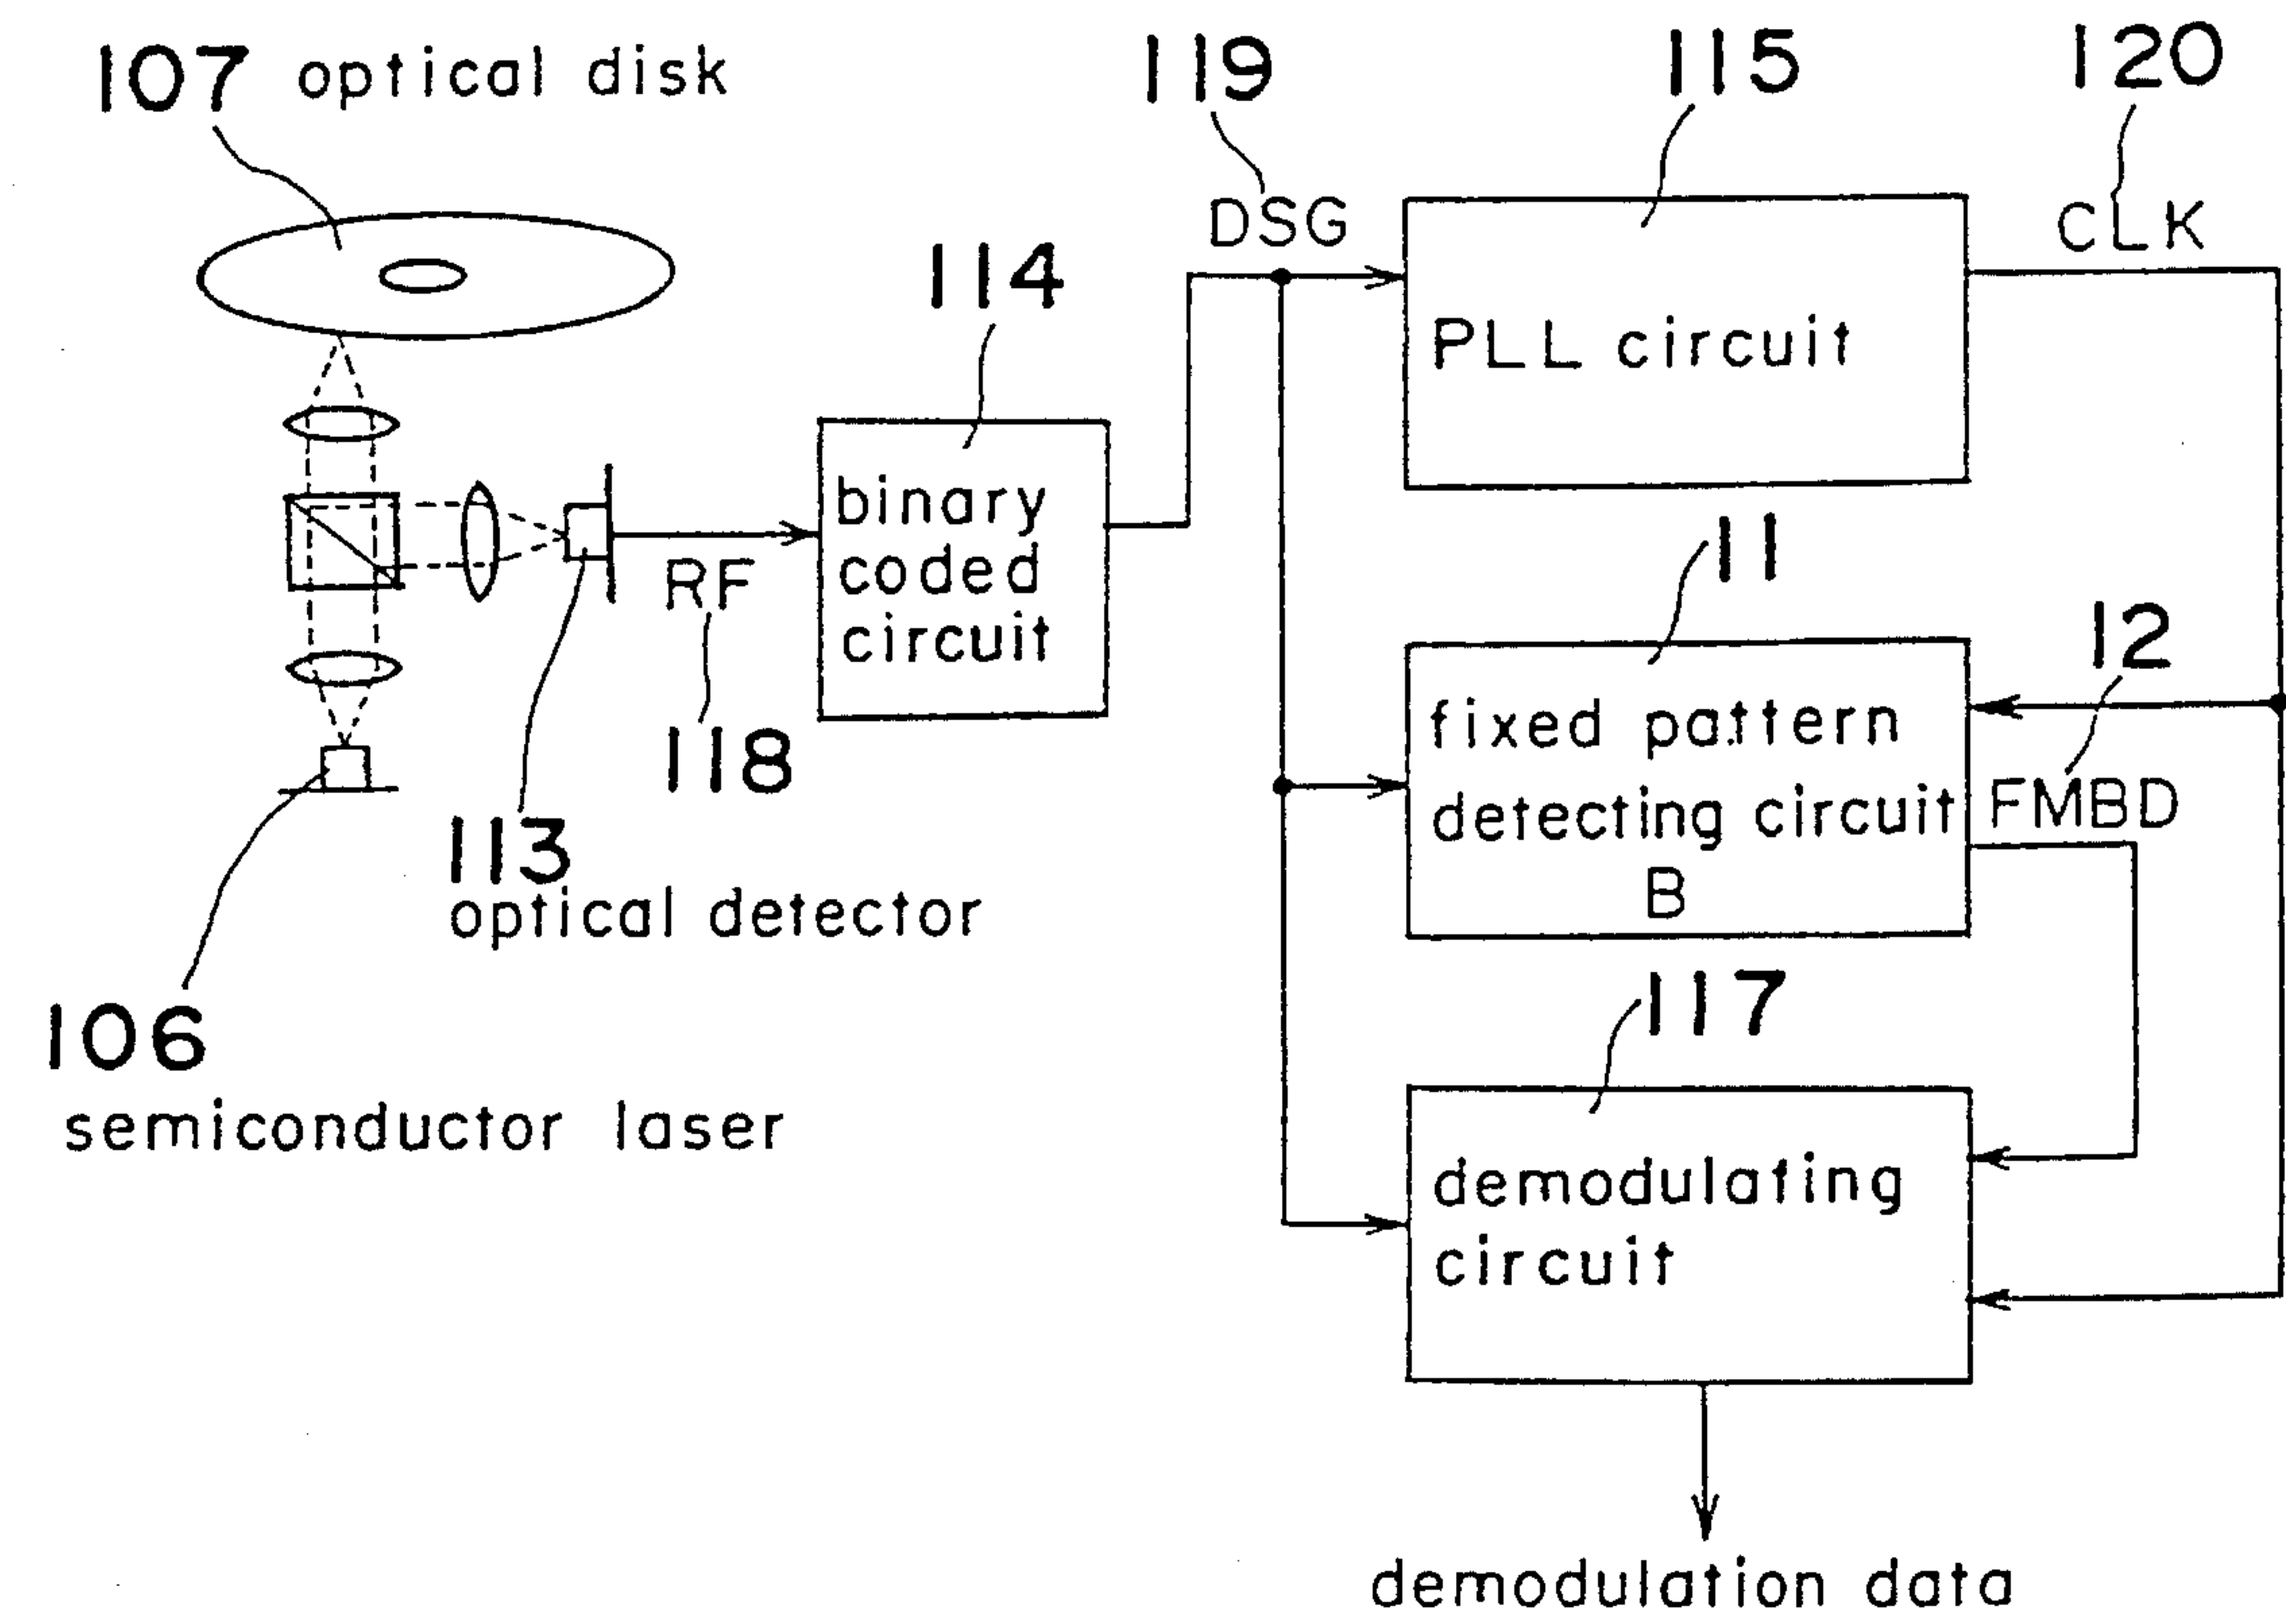 107 optical disk
119
DSG
115
120
CLK
114
PLL circuit
binary
coded
circuit
RF
118
11
fixed pattern
detecting circuit
B
12
FMBD
113
optical detector
106
semiconductor laser
117
demodulating
circuit
demodulation data